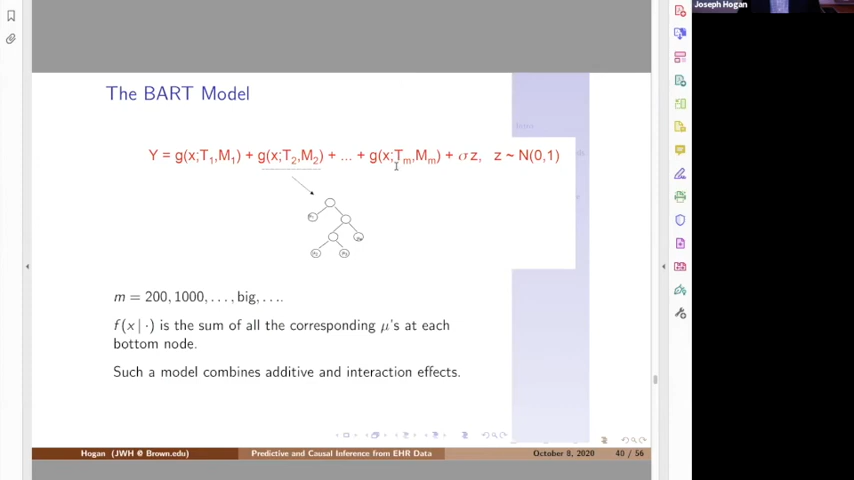 Joseph Hogan
The BART Model
Y = g(x;T₁,M₁) + g(x;T₂,M₂) + ... + g(x;Tₘ,Mₘ) + σ z, z ~ N(0,1)
m = 200, 1000, . . . , big, . . ..
f(x | ·) is the sum of all the corresponding μ's at each
bottom node.
Such a model combines additive and interaction effects.
Hogan (JWH @ Brown.edu) Predictive and Causal Inference from EHR Data October 8, 2020 40 / 56